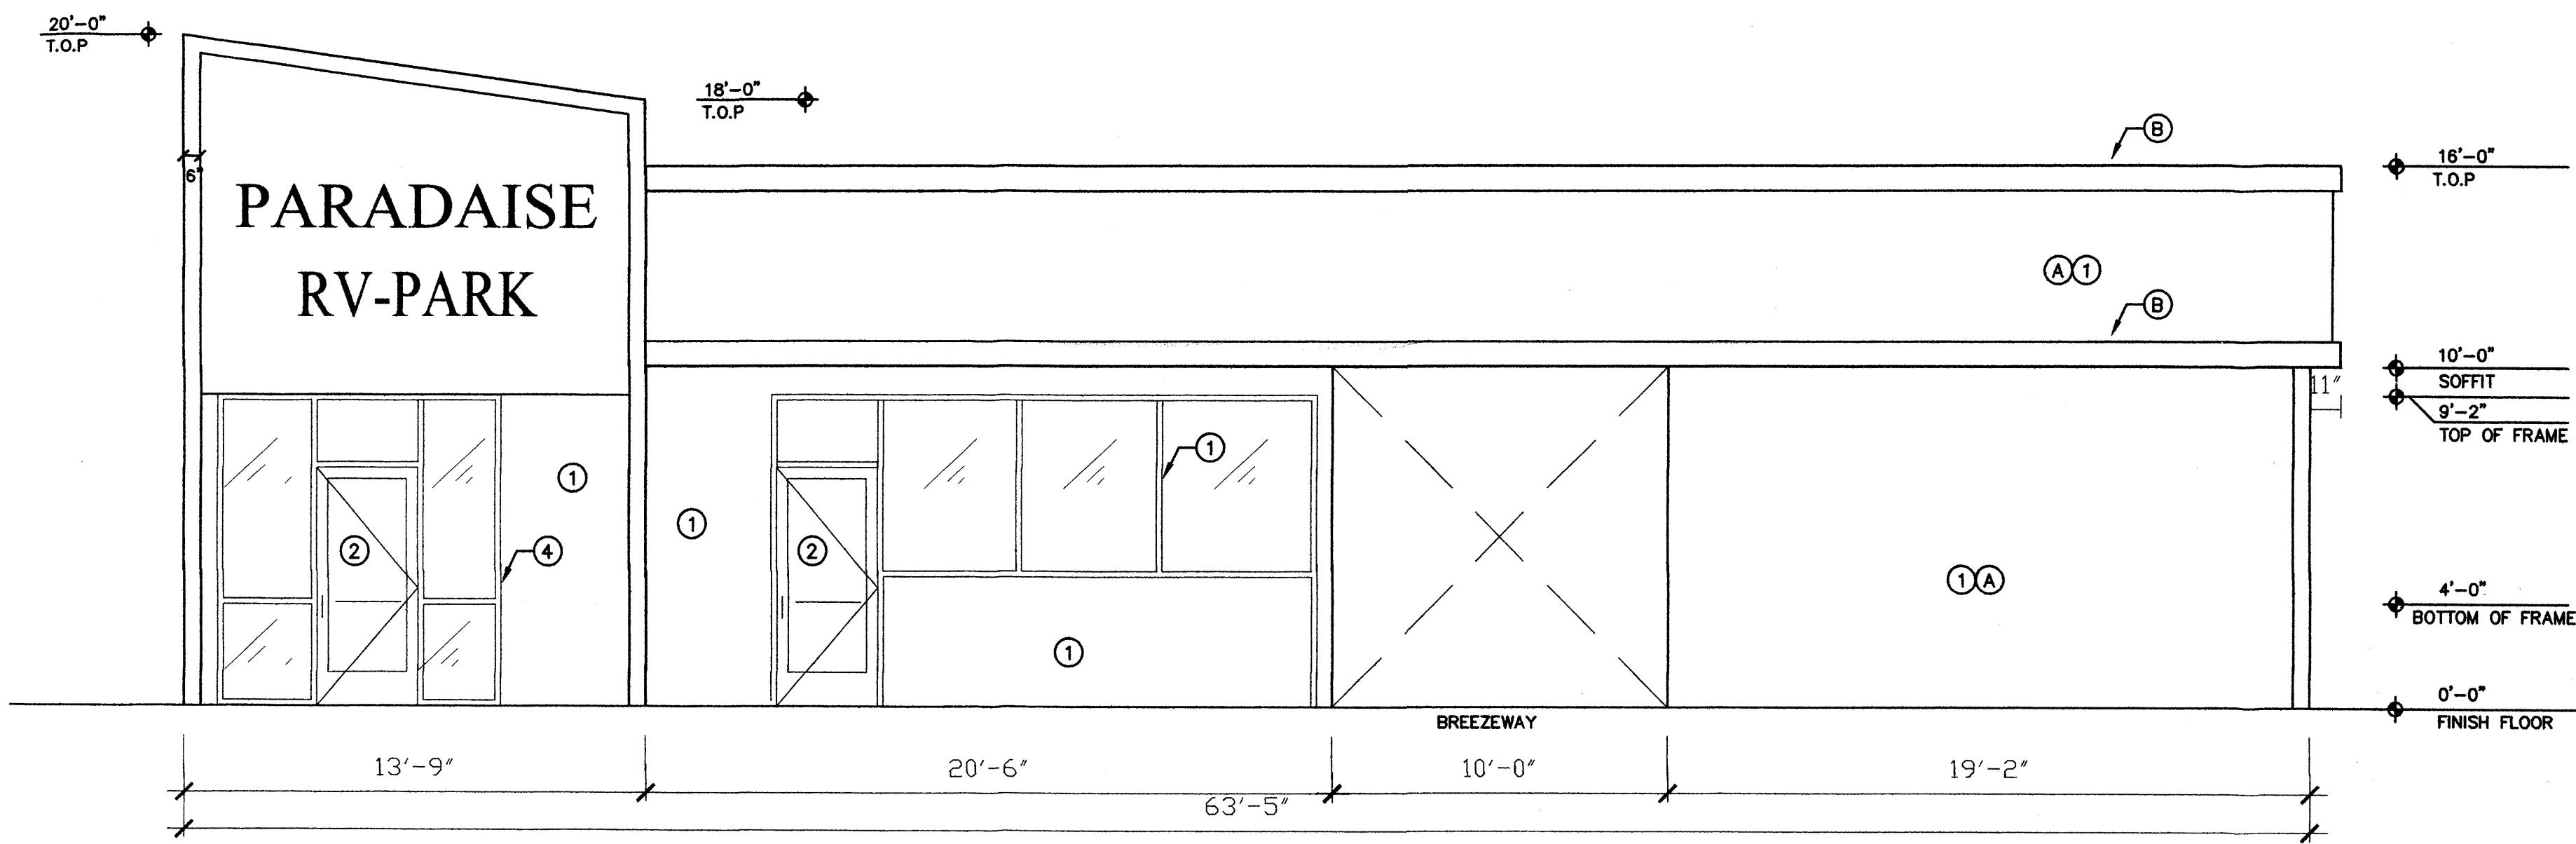 20'-0"
T.O.P
18'-0"
T.O.P
B
16'-0"
T.O.P
6"
PARADAISE
RV-PARK
A 1
B
10'-0"
SOFFIT
11"
9'-2"
TOP OF FRAME
1
1
1
2
2
4
1 A
4'-0"
BOTTOM OF FRAME
1
0'-0"
FINISH FLOOR
BREEZEWAY
13'-9"
20'-6"
10'-0"
19'-2"
63'-5"